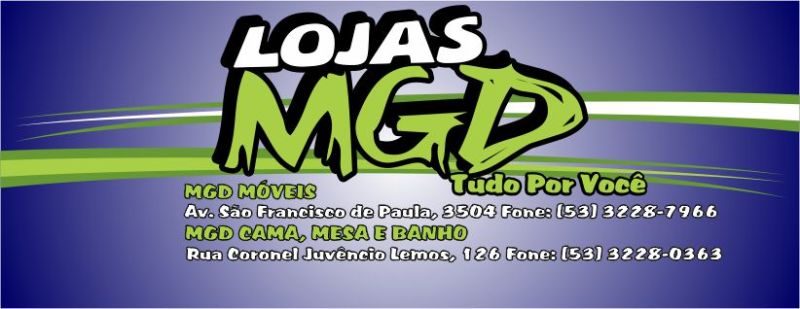 LOJAS
MGD
Tudo Por Você
MGD MÓVEIS
Av. São Francisco de Paula, 3504 Fone: (53) 3228-7966
MGD CAMA, MESA E BANHO
Rua Coronel Juvêncio Lemos, 126 Fone: (53) 3228-0363